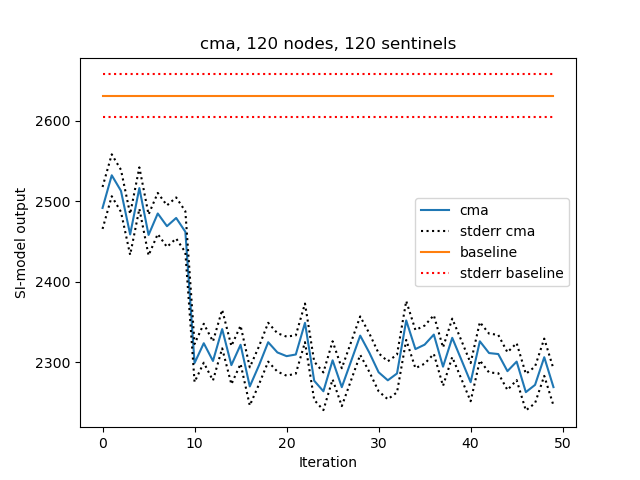 cma, 120 nodes, 120 sentinels
SI-model output
2600
2500
2400
2300
cma
stderr cma
baseline
stderr baseline
0 10 20 30 40 50
Iteration